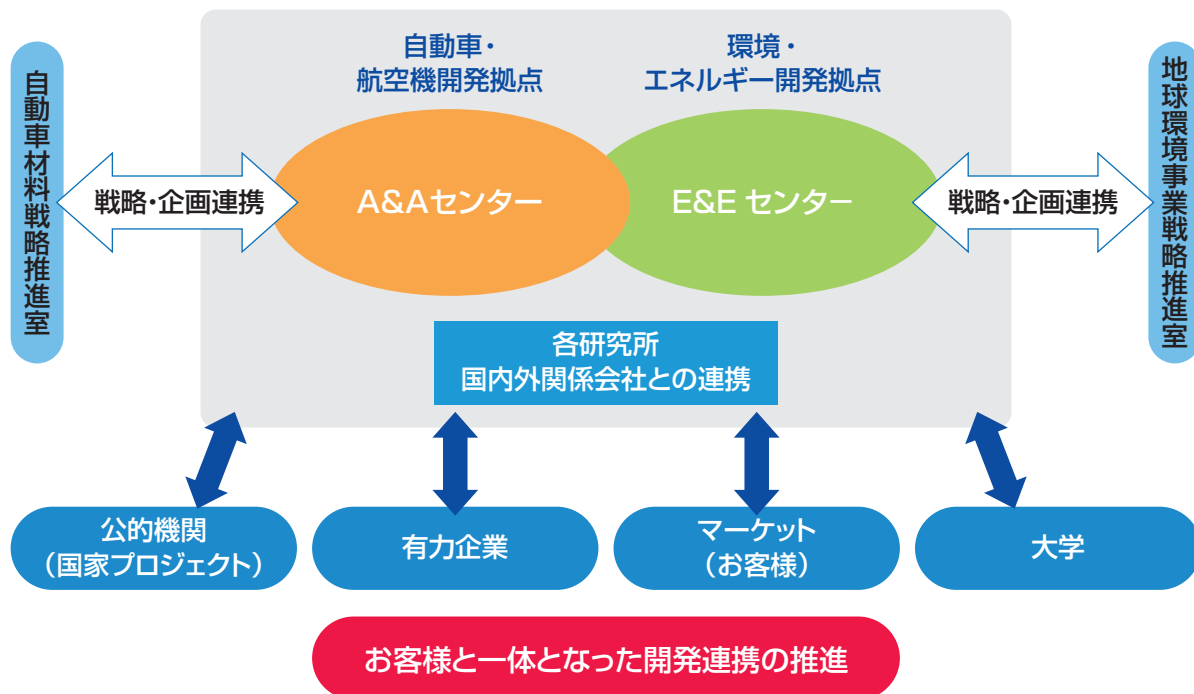 自動車・
航空機開発拠点
環境・
エネルギー開発拠点
自動車材料戦略推進室
戦略・企画連携
A&Aセンター
E&E センター
戦略・企画連携
地球環境事業戦略推進室
各研究所
国内外関係会社との連携
公的機関
（国家プロジェクト）
有力企業
マーケット
（お客様）
大学
お客様と一体となった開発連携の推進